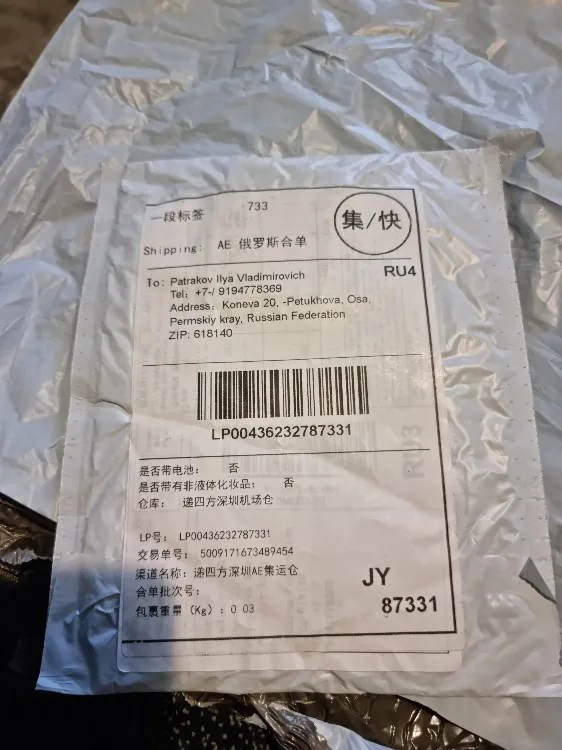 一段标签 733
集/快
Shipping: AE 俄罗斯合单
RU4
To: Patrakov Ilya Vladimirovich
Tel: +7-/ 9194778369
Address: Koneva 20, -Petukhova, Osa,
Permskiy kray, Russian Federation
ZIP: 618140
LP00436232787331
是否带电池: 否
是否带有非液体化妆品: 否
仓库: 递四方深圳机场仓
LP号: LP00436232787331
交易单号: 5009171673489454
渠道名称: 递四方深圳AE集运仓
合单批次号:
包裹重量 (Kg): 0.03
JY
87331